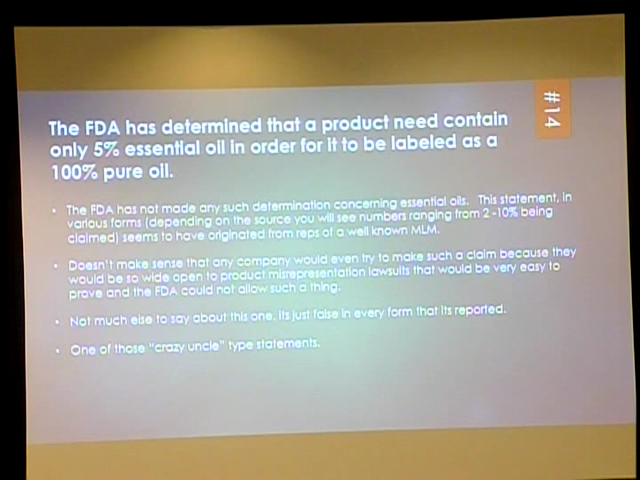 #14
The FDA has determined that a product need contain
only 5% essential oil in order for it to be labeled as a
100% pure oil.
• The FDA has not made any such determination concerning essential oils. This statement, in
various forms (depending on the source you will see numbers ranging from 2 -10% being
claimed) seems to have originated from reps of a well known MLM.
• Doesn't make sense that any company would even try to make such a claim because they
would be so wide open to product misrepresentation lawsuits that would be very easy to
prove and the FDA could not allow such a thing.
• Not much else to say about this one, its just false in every form that its reported.
• One of those "crazy uncle" type statements.